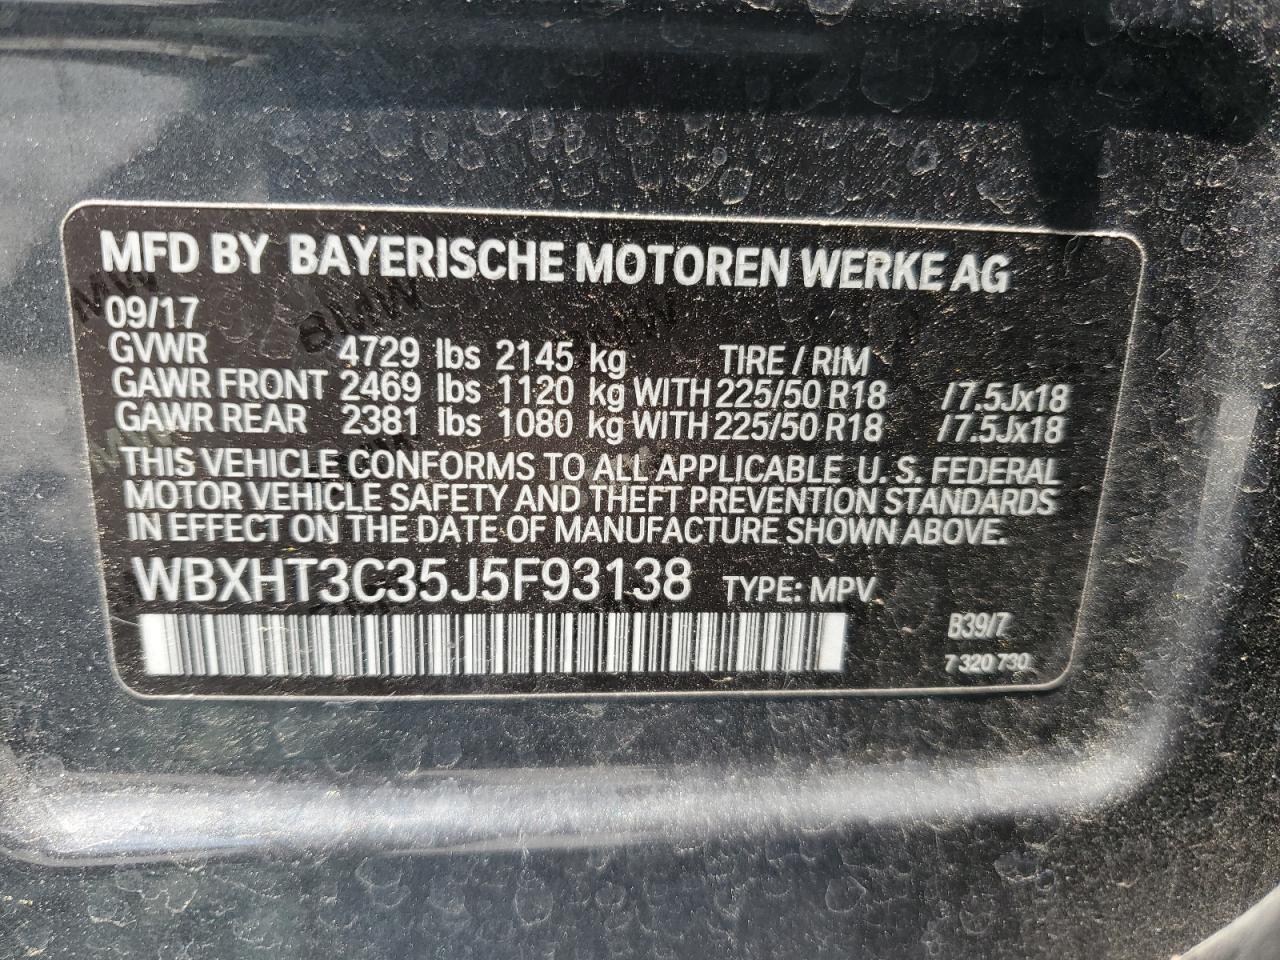 MFD BY BAYERISCHE MOTOREN WERKE AG
09/17
GVWR 4729 lbs 2145 kg TIRE / RIM
GAWR FRONT 2469 lbs 1120 kg WITH 225/50 R18 /7.5Jx18
GAWR REAR 2381 lbs 1080 kg WITH 225/50 R18 /7.5Jx18
THIS VEHICLE CONFORMS TO ALL APPLICABLE U. S. FEDERAL
MOTOR VEHICLE SAFETY AND THEFT PREVENTION STANDARDS
IN EFFECT ON THE DATE OF MANUFACTURE SHOWN ABOVE.
WBXHT3C35J5F93138 TYPE: MPV
B39/7
7 320 730